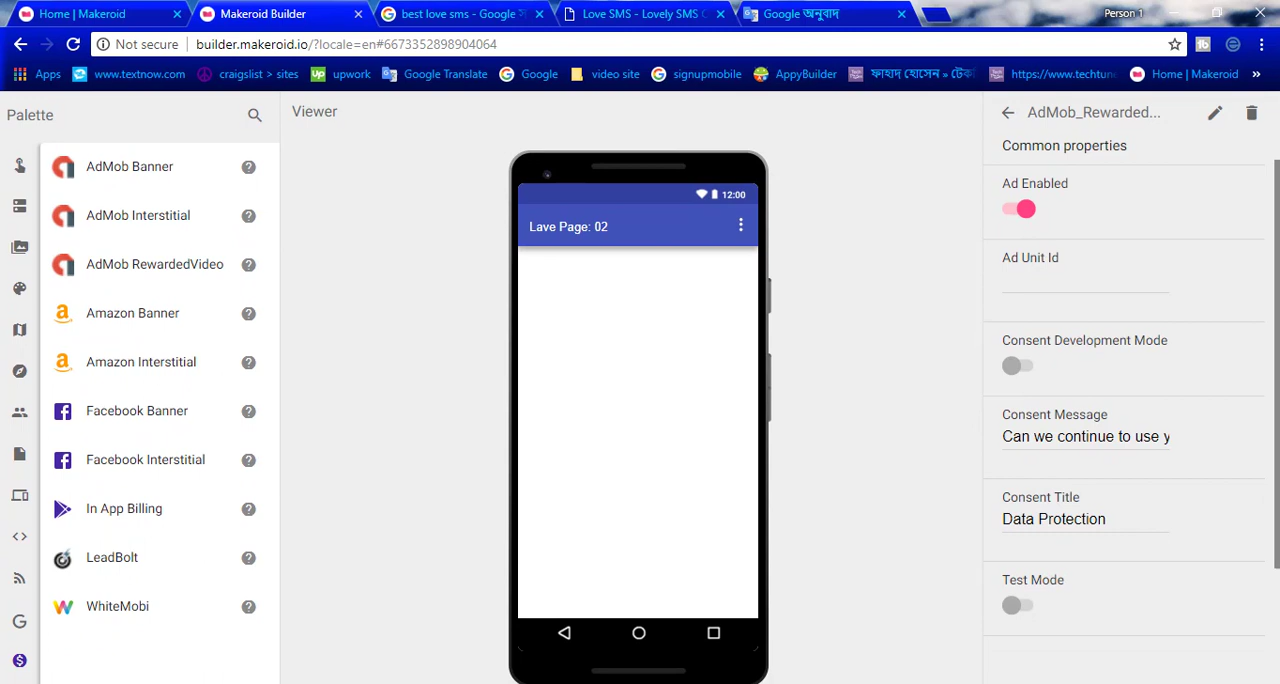 Home | Makeroid
Makeroid Builder
best love sms - Google
Love SMS - Lovely SMS
Google অনুবাদ
Person 1
Not secure
builder.makeroid.io/?locale=en#6673352898904064
Apps
www.textnow.com
craigslist > sites
upwork
Google Translate
Google
video site
signupmobile
AppyBuilder
ফাহাদ হোসেন » টেক
https://www.techtun
Home | Makeroid
»
Palette
Viewer
AdMob Banner
AdMob Interstitial
AdMob RewardedVideo
Amazon Banner
Amazon Interstitial
Facebook Banner
Facebook Interstitial
In App Billing
LeadBolt
WhiteMobi
12:00
Lave Page: 02
AdMob_Rewarded...
Common properties
Ad Enabled
Ad Unit Id
Consent Development Mode
Consent Message
Can we continue to use y
Consent Title
Data Protection
Test Mode